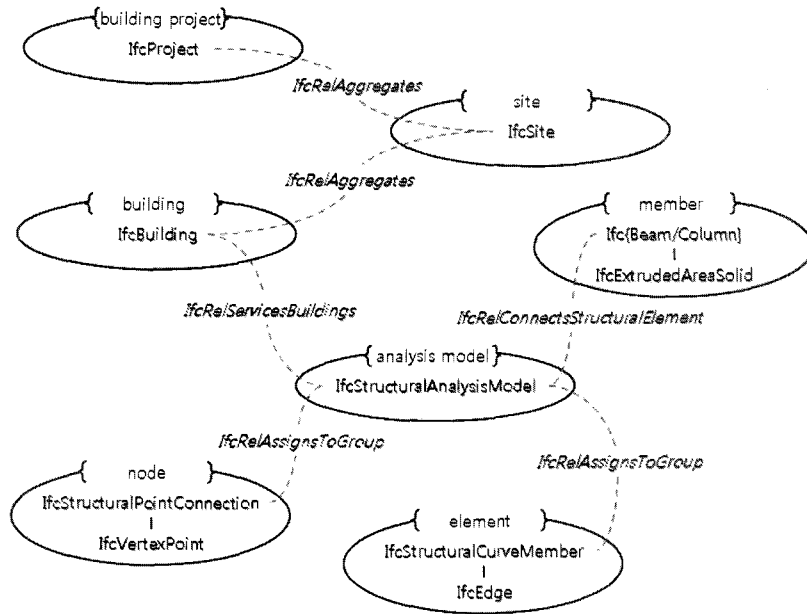 {building project}
IfcProject
IfcRelAggregates
{ site }
IfcSite
IfcRelAggregates
{ building }
IfcBuilding
{ member }
Ifc{Beam/Column}
IfcExtrudedAreaSolid
IfcRelServicesBuildings
IfcRelConnectsStructuralElement
{analysis model}
IfcStructuralAnalysisModel
IfcRelAssignsToGroup
IfcRelAssignsToGroup
{ node }
IfcStructuralPointConnection
IfcVertexPoint
{ element }
IfcStructuralCurveMember
IfcEdge